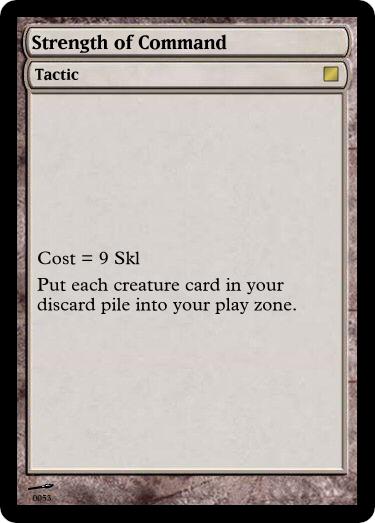 Strength of Command
Tactic
Cost = 9 Skl
Put each creature card in your
discard pile into your play zone.
0053